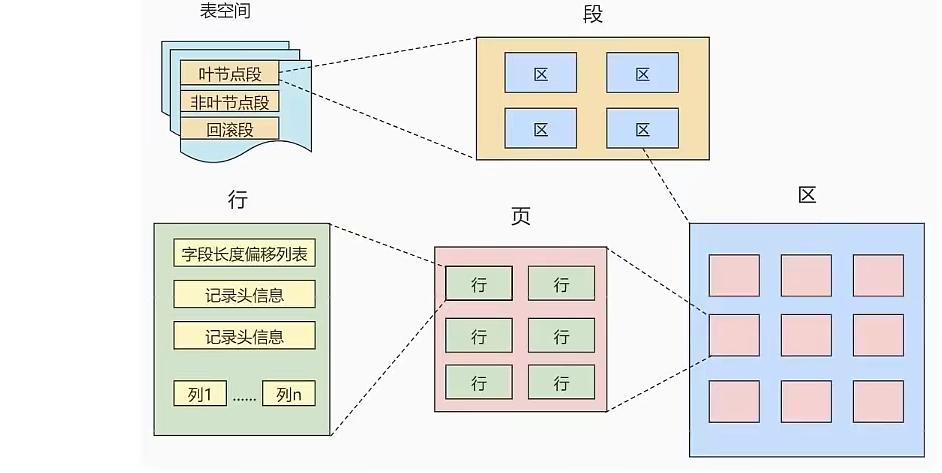 表空间
叶节点段
非叶节点段
回滚段
段
区
区
区
区
行
字段长度偏移列表
记录头信息
记录头信息
列1 ...... 列n
页
行
行
行
行
行
行
区